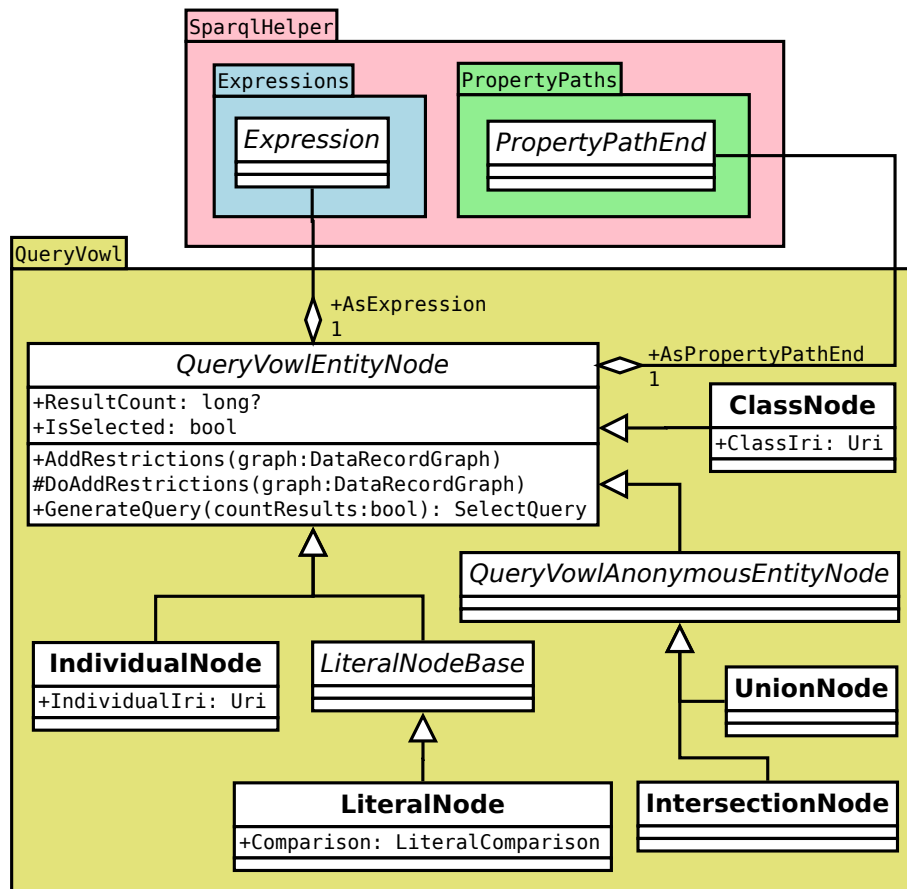 SparqlHelper
Expressions
PropertyPaths
Expression
PropertyPathEnd
QueryVowl
+AsExpression
1
QueryVowlEntityNode
+AsPropertyPathEnd
1
+ResultCount: long?
+IsSelected: bool
ClassNode
+ClassIri: Uri
+AddRestrictions(graph:DataRecordGraph)
#DoAddRestrictions(graph:DataRecordGraph)
+GenerateQuery(countResults:bool): SelectQuery
QueryVowlAnonymousEntityNode
IndividualNode
+IndividualIri: Uri
LiteralNodeBase
UnionNode
LiteralNode
+Comparison: LiteralComparison
IntersectionNode